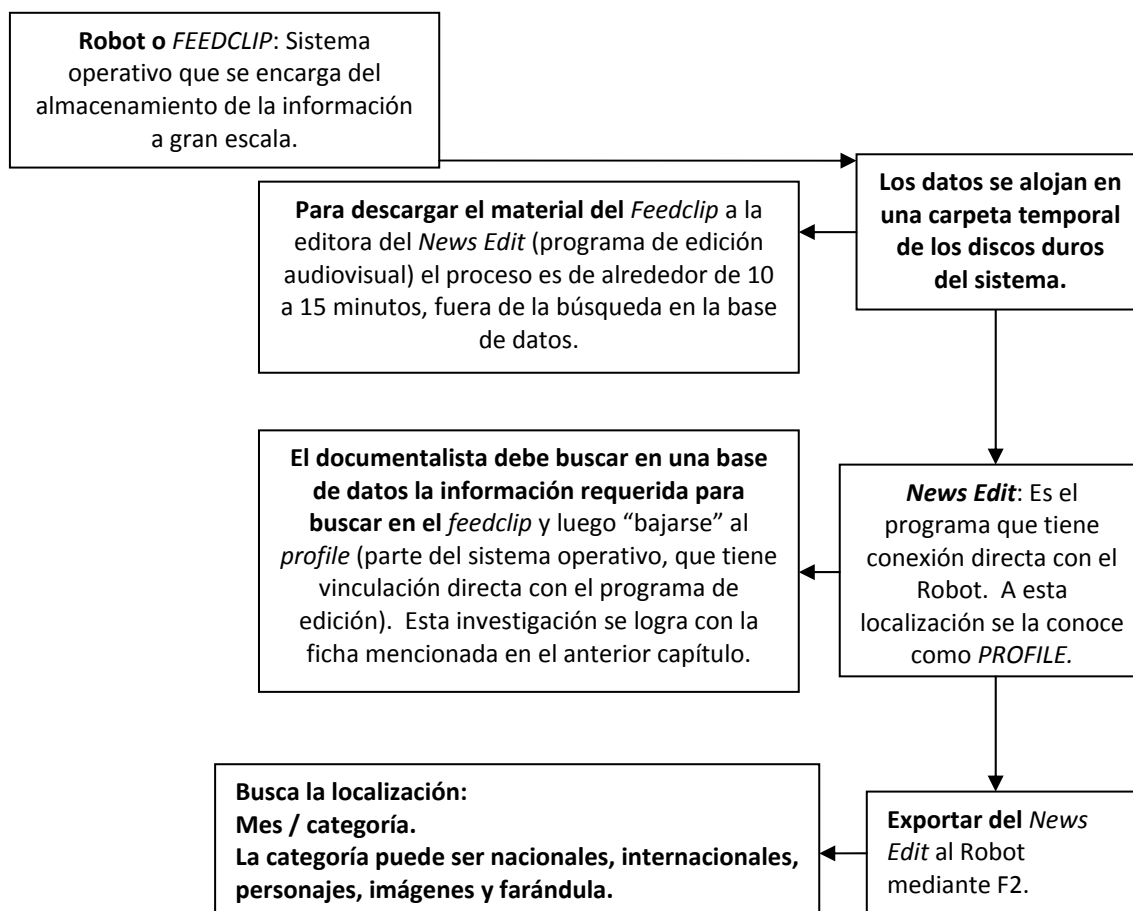 Robot o FEEDCLIP: Sistema
operativo que se encarga del
almacenamiento de la información
a gran escala.
Los datos se alojan en
una carpeta temporal
de los discos duros
del sistema.
Para descargar el material del Feedclip a la
editora del News Edit (programa de edición
audiovisual) el proceso es de alrededor de 10
a 15 minutos, fuera de la búsqueda en la base
de datos.
News Edit: Es el
programa que tiene
conexión directa con el
Robot.  A esta
localización se la conoce
como PROFILE.
El documentalista debe buscar en una base
de datos la información requerida para
buscar en el feedclip y luego “bajarse” al
profile (parte del sistema operativo, que tiene
vinculación directa con el programa de
edición).  Esta investigación se logra con la
ficha mencionada en el anterior capítulo.
Exportar del News
Edit al Robot
mediante F2.
Busca la localización:
Mes / categoría.
La categoría puede ser nacionales, internacionales,
personajes, imágenes y farándula.